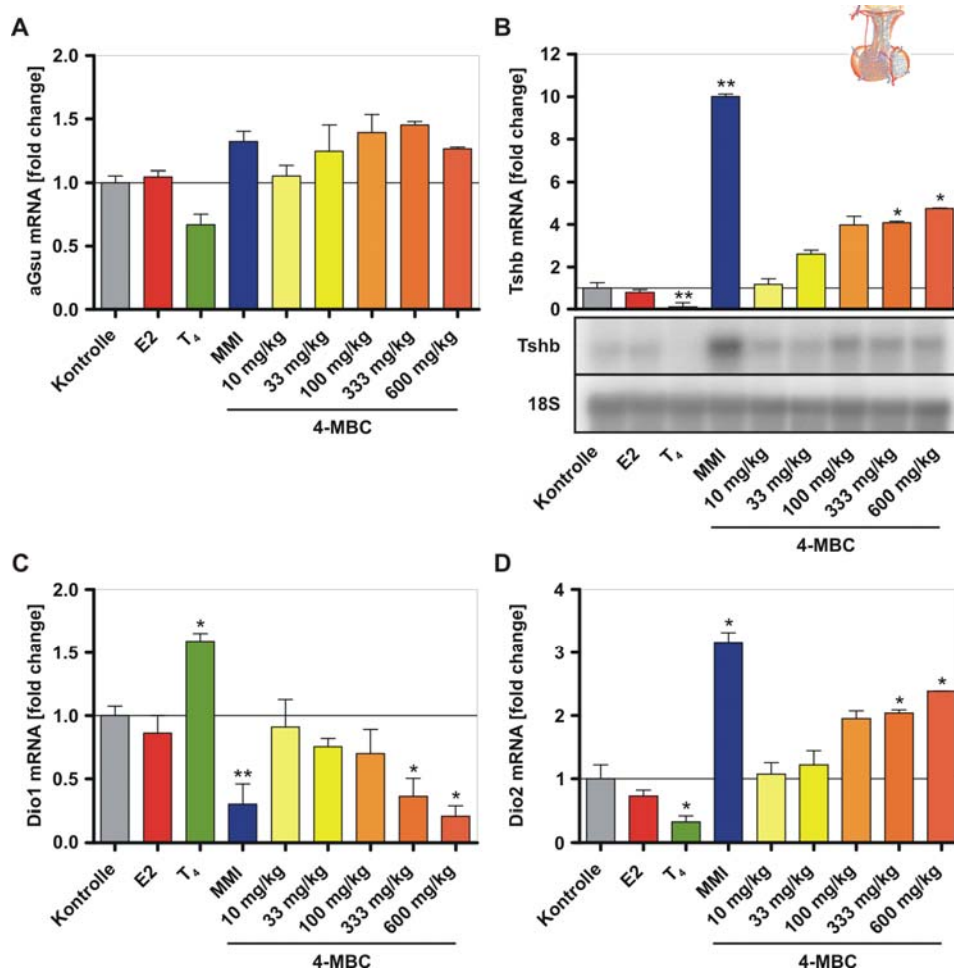 A
aGsu mRNA [fold change]
2.0
1.5
1.0
0.5
0.0
Kontrolle
E2
T4
MMI
10 mg/kg
33 mg/kg
100 mg/kg
333 mg/kg
600 mg/kg
4-MBC
B
Tshb mRNA [fold change]
12
10
8
6
4
2
0
**
**
*
*
Tshb
18S
Kontrolle
E2
T4
MMI
10 mg/kg
33 mg/kg
100 mg/kg
333 mg/kg
600 mg/kg
4-MBC
C
Dio1 mRNA [fold change]
2.0
1.5
1.0
0.5
0.0
*
**
*
*
Kontrolle
E2
T4
MMI
10 mg/kg
33 mg/kg
100 mg/kg
333 mg/kg
600 mg/kg
4-MBC
D
Dio2 mRNA [fold change]
4
3
2
1
0
*
*
*
*
Kontrolle
E2
T4
MMI
10 mg/kg
33 mg/kg
100 mg/kg
333 mg/kg
600 mg/kg
4-MBC